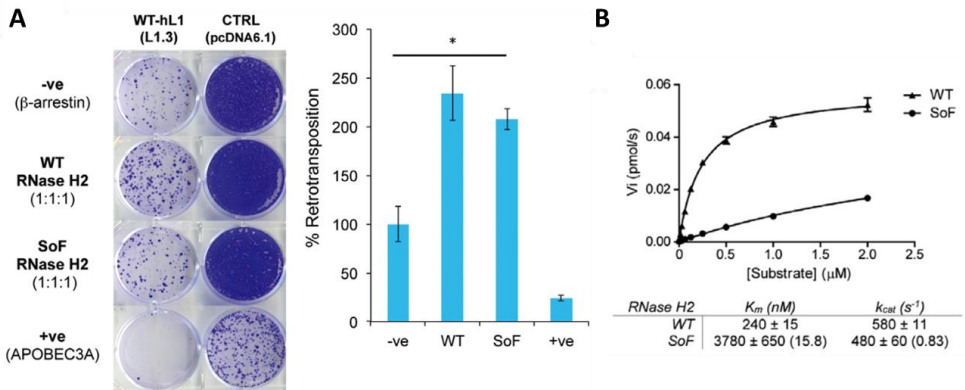 A
WT-hL1
(L1.3)
CTRL
(pcDNA6.1)
-ve
(β-arrestin)
WT
RNase H2
(1:1:1)
SoF
RNase H2
(1:1:1)
+ve
(APOBEC3A)
% Retrotransposition
300
250
200
150
100
50
0
*
-ve WT SoF +ve
B
Vi (pmol/s)
0.06
0.04
0.02
0.00
0 0.5 1.0 1.5 2.0 2.5
[Substrate] (μM)
WT
SoF
RNase H2 Km (nM) kcat (s-1)
WT 240 ± 15 580 ± 11
SoF 3780 ± 650 (15.8) 480 ± 60 (0.83)